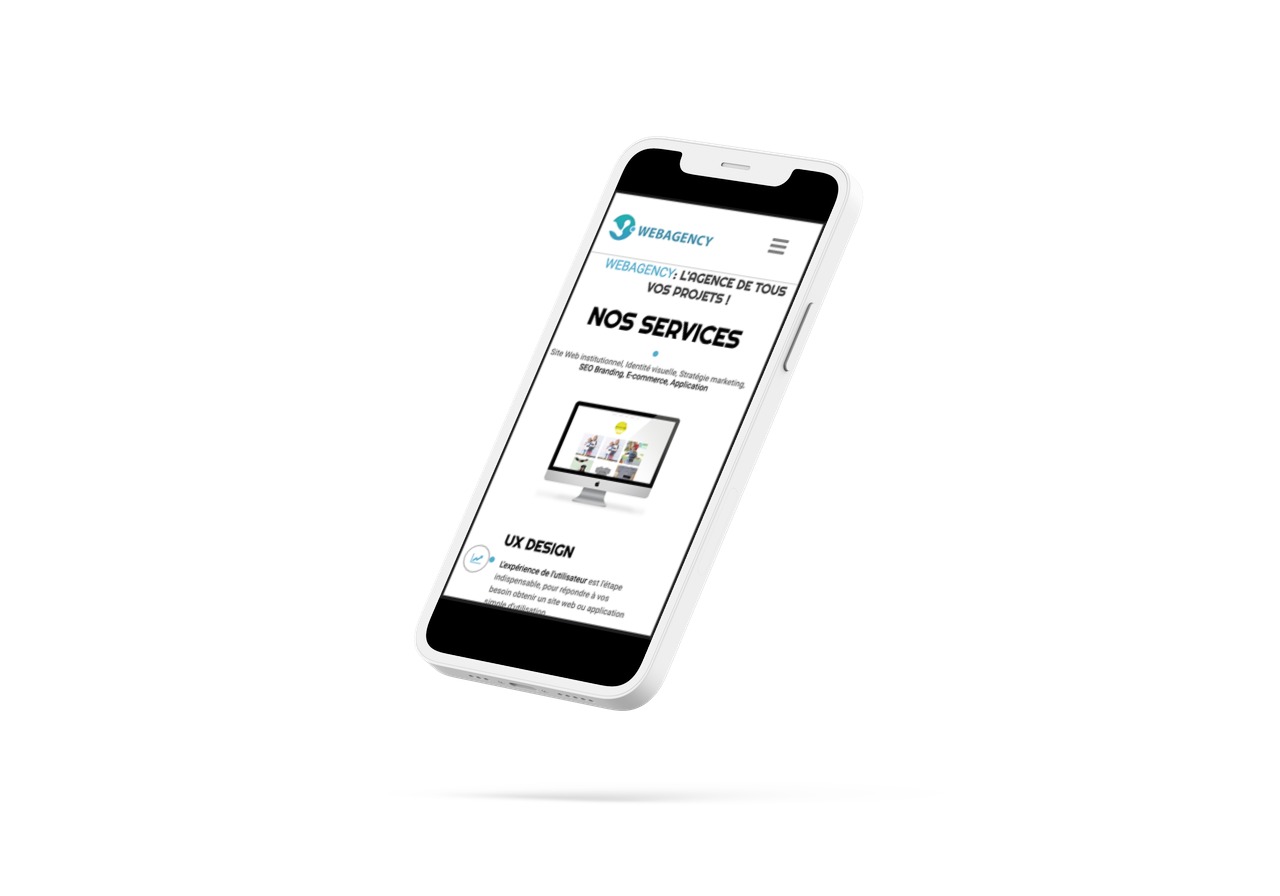 WEBAGENCY
WEBAGENCY: L'AGENCE DE TOUS
VOS PROJETS !
NOS SERVICES
Site Web institutionnel, Identité visuelle, Stratégie marketing,
SEO Branding, E-commerce, Application
UX DESIGN
L'expérience de l'utilisateur est l'étape
indispensable, pour répondre à vos
besoin obtenir un site web ou application
simple d'utilisation